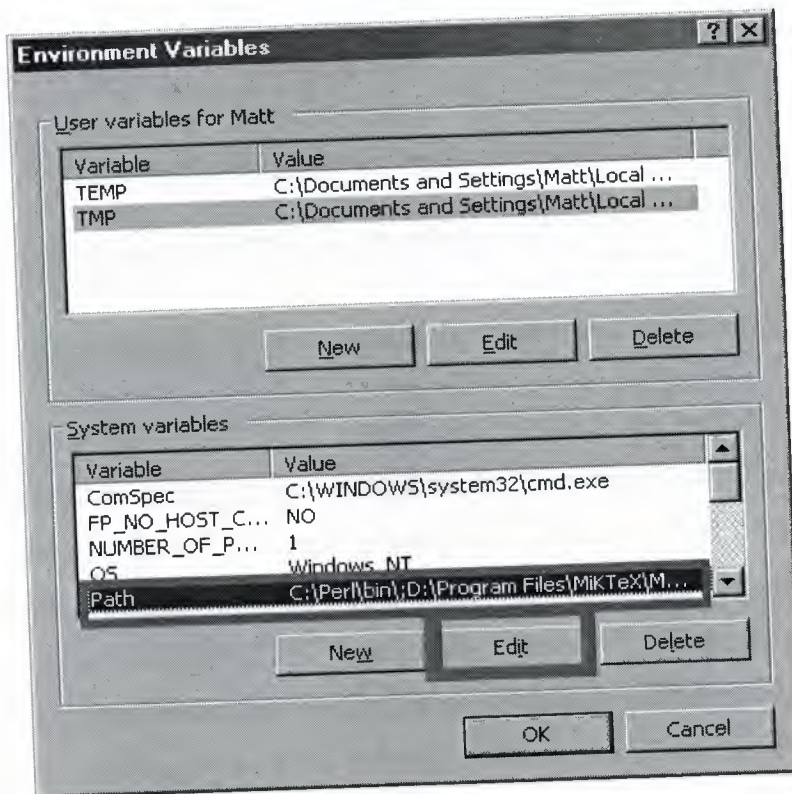 Environment Variables
User variables for Matt
Variable Value
TEMP C:\Documents and Settings\Matt\Local ...
TMP C:\Documents and Settings\Matt\Local ...
New Edit Delete
System variables
Variable Value
ComSpec C:\WINDOWS\system32\cmd.exe
FP_NO_HOST_C... NO
NUMBER_OF_P... 1
OS Windows_NT
Path C:\Perl\bin\;D:\Program Files\MiKTeX\M...
New Edit Delete
OK Cancel